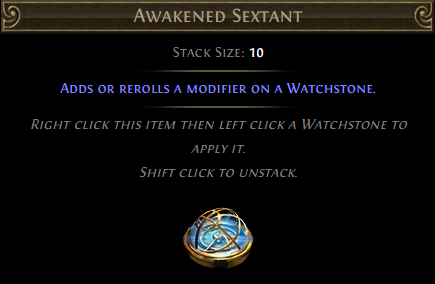 Awakened Sextant
Stack Size: 10
Adds or rerolls a modifier on a Watchstone.
Right click this item then left click a Watchstone to
apply it.
Shift click to unstack.